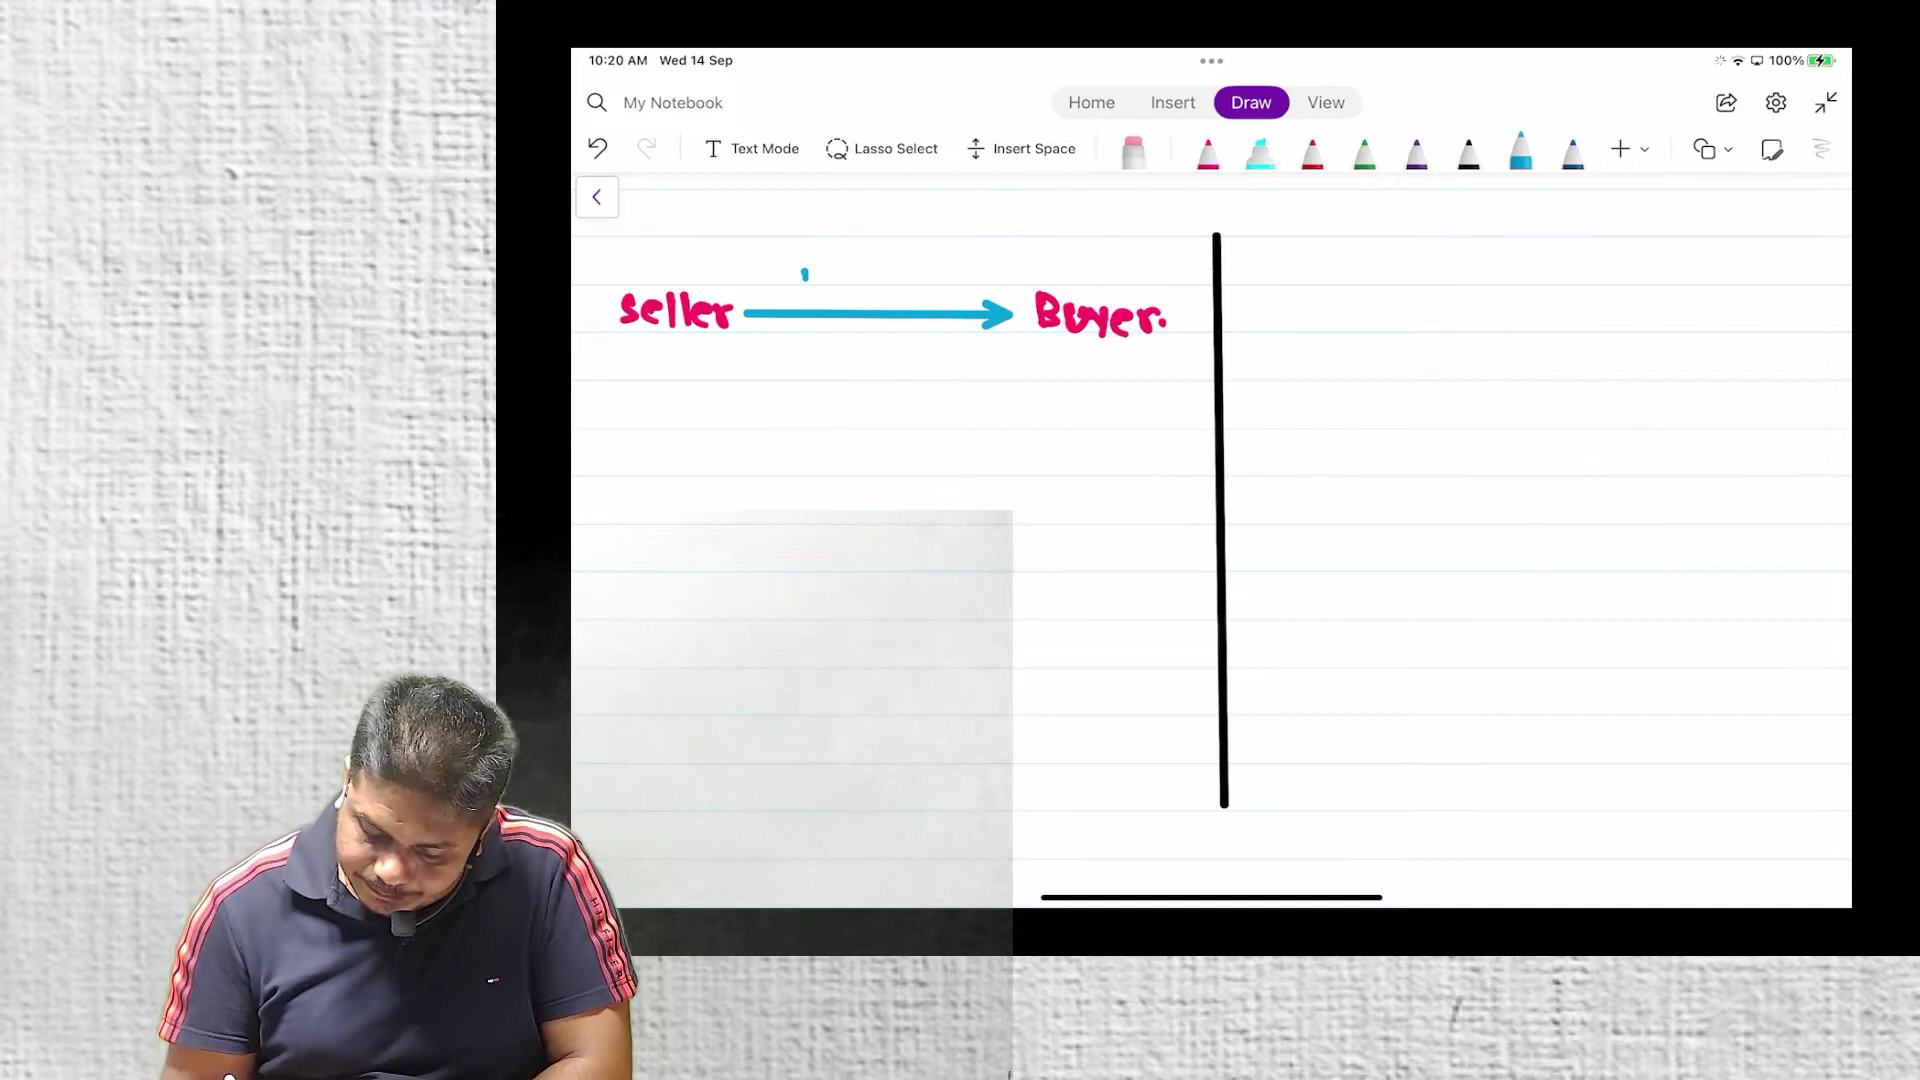 10:20 AM Wed 14 Sep
100%
My Notebook
Home Insert Draw View
Text Mode Lasso Select Insert Space
Seller Buyer.
HILFIGER